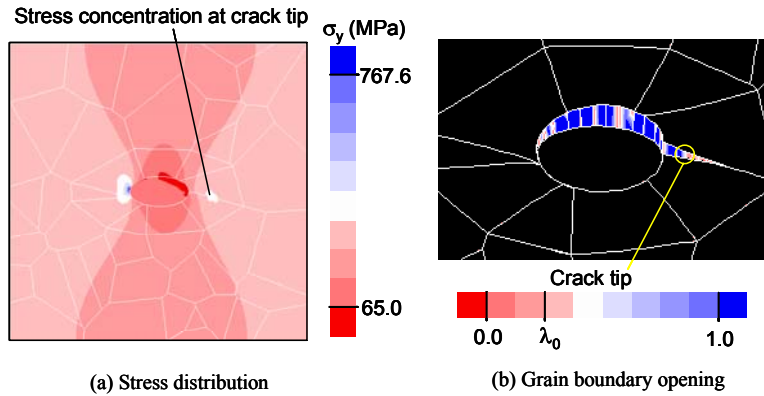 Stress concentration at crack tip
σy (MPa)
767.6
65.0
(a) Stress distribution
Crack tip
0.0
λ0
1.0
(b) Grain boundary opening